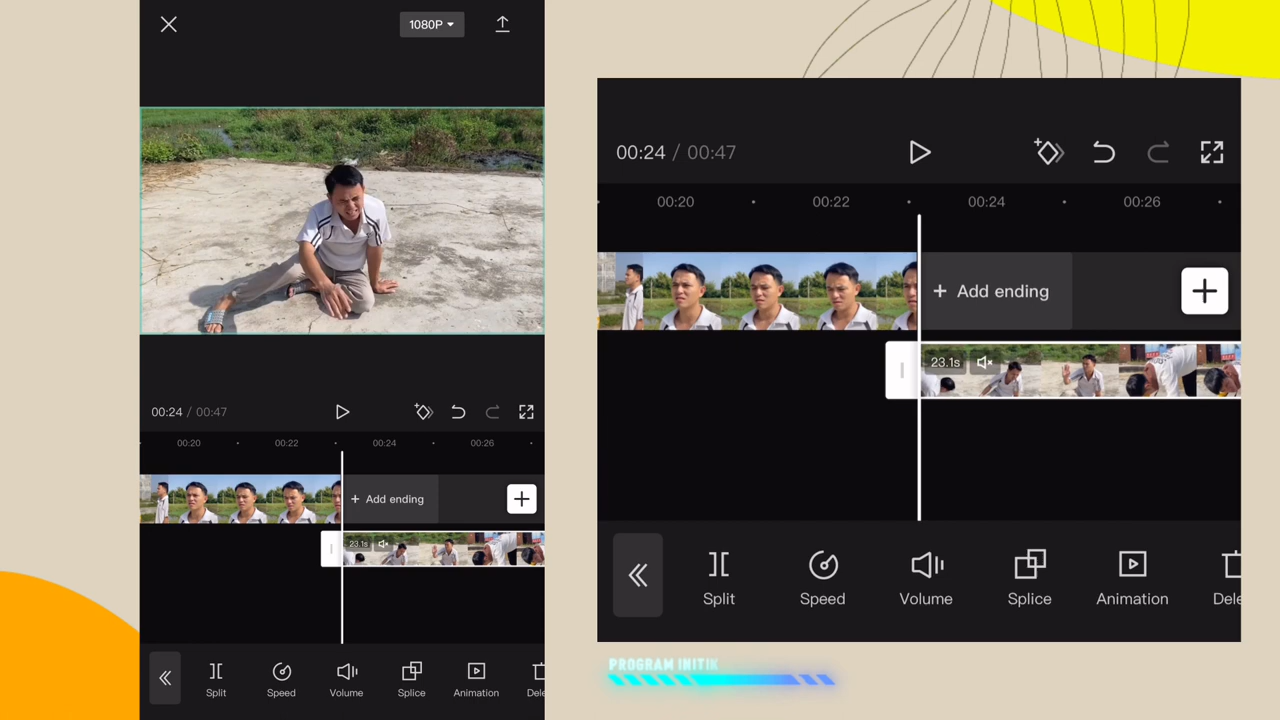 1080P
00:24 / 00:47
00:20
00:22
00:24
00:26
+ Add ending
23.1s
Split
Speed
Volume
Splice
Animation
Dele
00:24 / 00:47
00:20
00:22
00:24
00:26
+ Add ending
23.1s
Split
Speed
Volume
Splice
Animation
Dele
PROGRAM INITIK